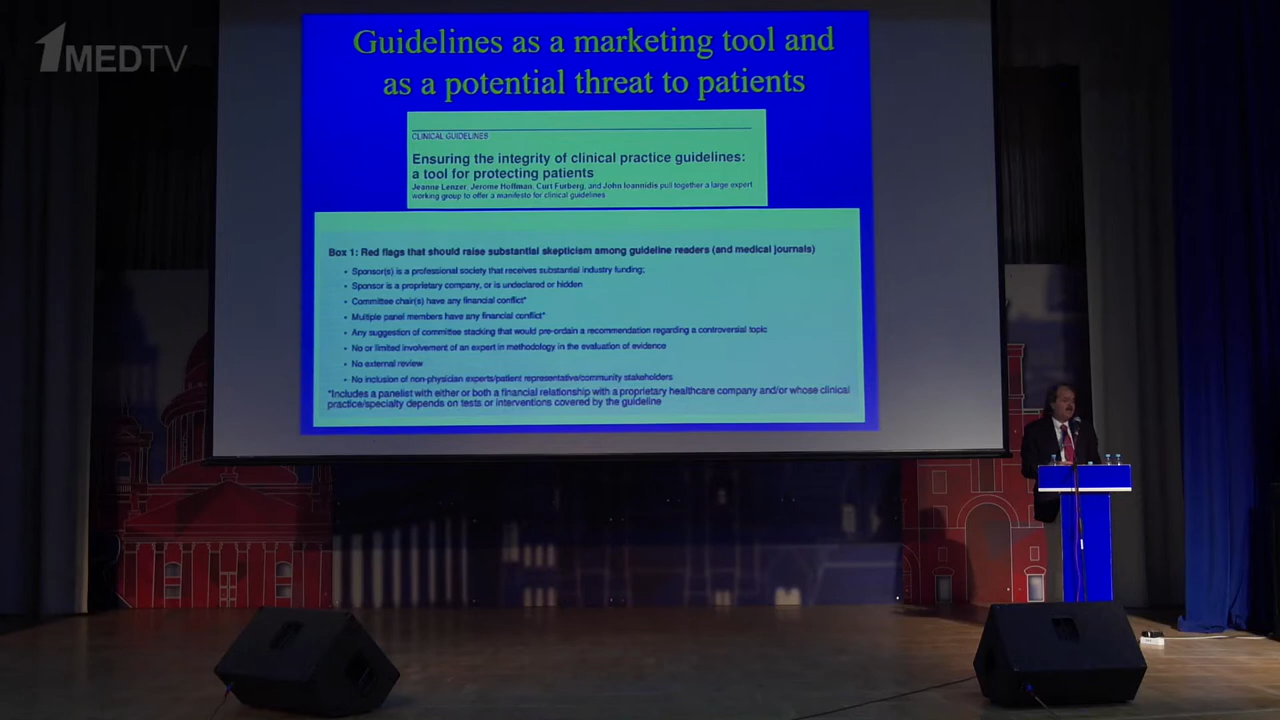 1MEDTV
Guidelines as a marketing tool and
as a potential threat to patients
CLINICAL GUIDELINES
Ensuring the integrity of clinical practice guidelines:
a tool for protecting patients
Jeanne Lenzer, Jerome Hoffman, Curt Furberg, and John Ioannidis pull together a large expert
working group to offer a manifesto for clinical guidelines
Box 1: Red flags that should raise substantial skepticism among guideline readers (and medical journals)
• Sponsor(s) is a professional society that receives substantial industry funding;
• Sponsor is a proprietary company, or is undeclared or hidden
• Committee chair(s) have any financial conflict*
• Multiple panel members have any financial conflict*
• Any suggestion of committee stacking that would pre-ordain a recommendation regarding a controversial topic
• No or limited involvement of an expert in methodology in the evaluation of evidence
• No external review
• No inclusion of non-physician experts/patient representative/community stakeholders
*Includes a panelist with either or both a financial relationship with a proprietary healthcare company and/or whose clinical
practice/specialty depends on tests or interventions covered by the guideline